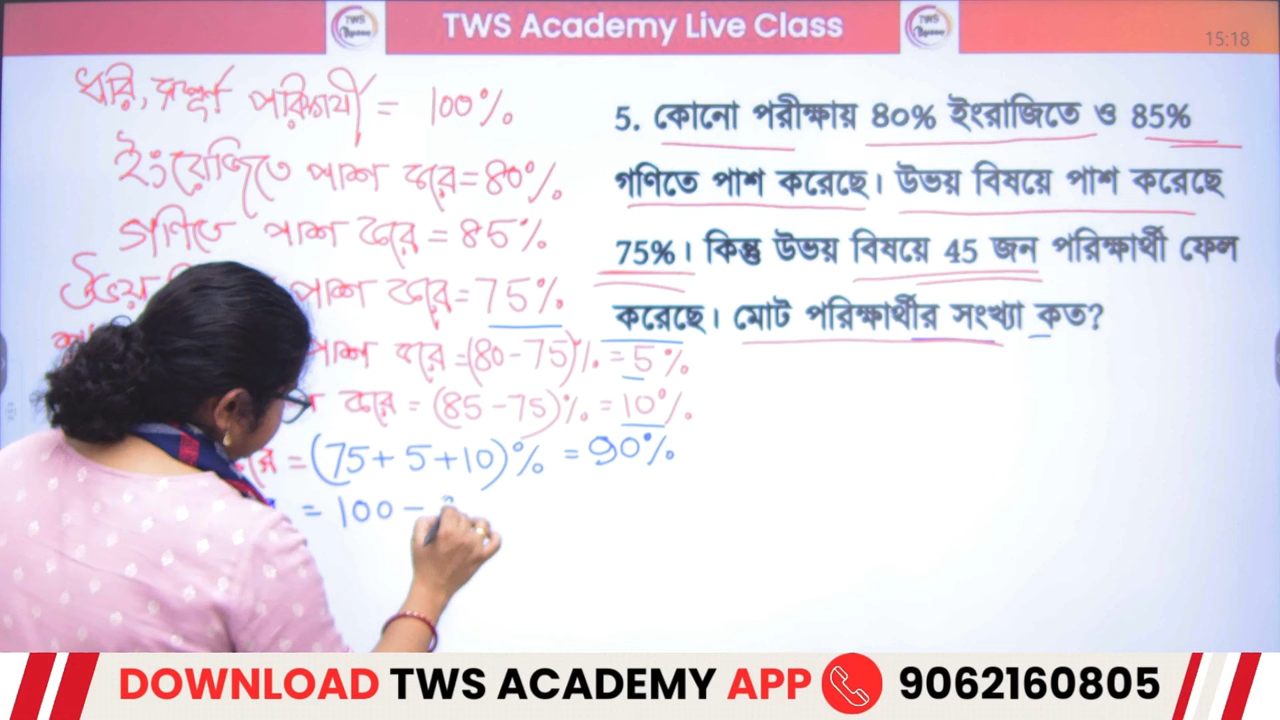 TWS Academy Live Class
15:18
ধরি, সম্পূর্ণ পরিক্ষার্থী = 100%
ইংরেজিতে পাশ করে = 80%
গণিতে পাশ করে = 85%
উভয় পাশ করে = 75%
পাশ করে = (80-75)% = 5%
করে = (85-75)% = 10%
= (75+5+10)% = 90%
= 100 -
5. কোনো পরীক্ষায় 80% ইংরাজিতে ও 85%
গণিতে পাশ করেছে। উভয় বিষয়ে পাশ করেছে
75%। কিন্তু উভয় বিষয়ে 45 জন পরিক্ষার্থী ফেল
করেছে। মোট পরিক্ষার্থীর সংখ্যা কত?
DOWNLOAD TWS ACADEMY APP 9062160805